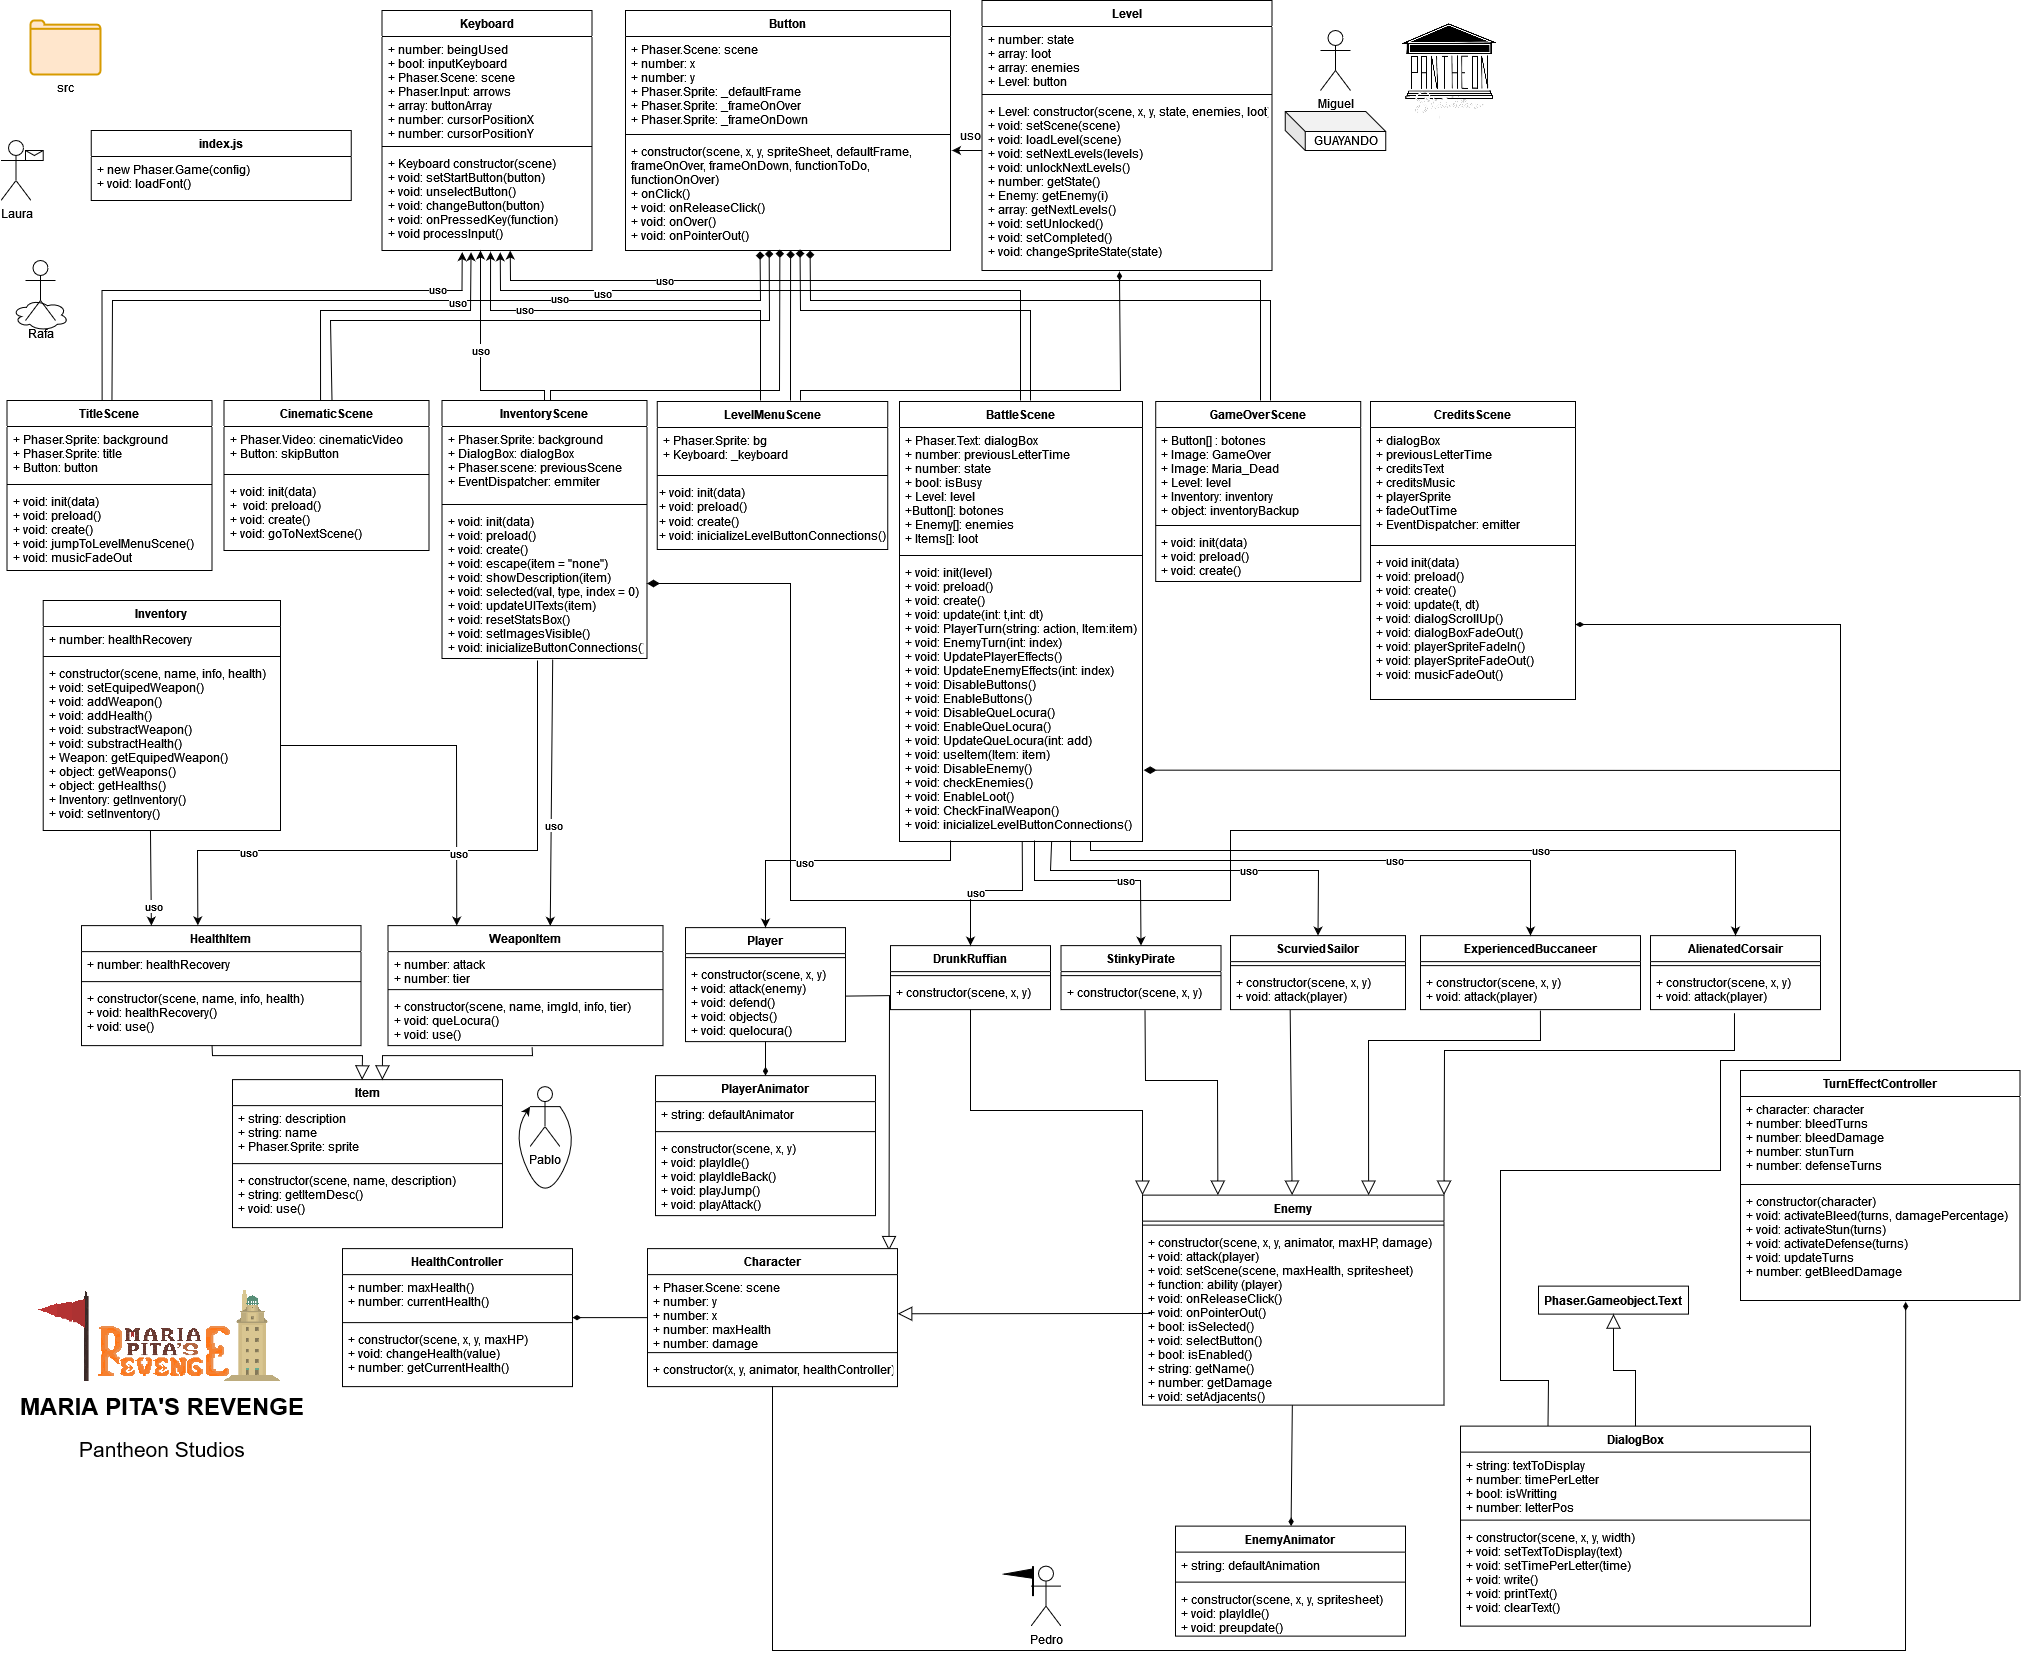 src
Laura
index.js
+ new Phaser.Game(config)
+ void: loadFont()
Rafa
Keyboard
+ number: beingUsed
+ bool: inputKeyboard
+ Phaser.Scene: scene
+ Phaser.Input: arrows
+ array: buttonArray
+ number: cursorPositionX
+ number: cursorPositionY
+ Keyboard constructor(scene)
+ void: setStartButton(button)
+ void: unselectButton()
+ void: changeButton(button)
+ void: onPressedKey(function)
+ void processInput()
Button
+ Phaser.Scene: scene
+ number: x
+ number: y
+ Phaser.Sprite: _defaultFrame
+ Phaser.Sprite: _frameOnOver
+ Phaser.Sprite: _frameOnDown
+ constructor(scene, x, y, spriteSheet, defaultFrame,
frameOnOver, frameOnDown, functionToDo,
functionOnOver)
+ onClick()
+ void: onReleaseClick()
+ void: onOver()
+ void: onPointerOut()
uso
Level
+ number: state
+ array: loot
+ array: enemies
+ Level: button
+ Level: constructor(scene, x, y, state, enemies, loot)
+ void: setScene(scene)
+ void: loadLevel(scene)
+ void: setNextLevels(levels)
+ void: unlockNextLevels()
+ number: getState()
+ Enemy: getEnemy(i)
+ array: getNextLevels()
+ void: setUnlocked()
+ void: setCompleted()
+ void: changeSpriteState(state)
Miguel
GUAYANDO
PANTHEON
uso
uso
uso
uso
uso
uso
uso
TitleScene
+ Phaser.Sprite: background
+ Phaser.Sprite: title
+ Button: button
+ void: init(data)
+ void: preload()
+ void: create()
+ void: jumpToLevelMenuScene()
+ void: musicFadeOut
CinematicScene
+ Phaser.Video: cinematicVideo
+ Button: skipButton
+ void: init(data)
+ void: preload()
+ void: create()
+ void: goToNextScene()
InventoryScene
+ Phaser.Sprite: background
+ DialogBox: dialogBox
+ Phaser.scene: previousScene
+ EventDispatcher: emmiter
+ void: init(data)
+ void: preload()
+ void: create()
+ void: escape(item = "none")
+ void: showDescription(item)
+ void: selected(val, type, index = 0)
+ void: updateUITexts(item)
+ void: resetStatsBox()
+ void: setImagesVisible()
+ void: inicializeButtonConnections(
LevelMenuScene
+ Phaser.Sprite: bg
+ Keyboard: _keyboard
+ void: init(data)
+ void: preload()
+ void: create()
+ void: inicializeLevelButtonConnections()
BattleScene
+ Phaser.Text: dialogBox
+ number: previousLetterTime
+ number: state
+ bool: isBusy
+ Level: level
+Button[]: botones
+ Enemy[]: enemies
+ Items[]: loot
+ void: init(level)
+ void: preload()
+ void: create()
+ void: update(int: t,int: dt)
+ void: PlayerTurn(string: action, Item:item)
+ void: EnemyTurn(int: index)
+ void: UpdatePlayerEffects()
+ void: UpdateEnemyEffects(int: index)
+ void: DisableButtons()
+ void: EnableButtons()
+ void: DisableQueLocura()
+ void: EnableQueLocura()
+ void: UpdateQueLocura(int: add)
+ void: useItem(Item: item)
+ void: DisableEnemy()
+ void: checkEnemies()
+ void: EnableLoot()
+ void: CheckFinalWeapon()
+ void: inicializeLevelButtonConnections()
GameOverScene
+ Button[] : botones
+ Image: GameOver
+ Image: Maria_Dead
+ Level: level
+ Inventory: inventory
+ object: inventoryBackup
+ void: init(data)
+ void: preload()
+ void: create()
CreditsScene
+ dialogBox
+ previousLetterTime
+ creditsText
+ creditsMusic
+ playerSprite
+ fadeOutTime
+ EventDispatcher: emitter
+ void init(data)
+ void: preload()
+ void: create()
+ void: update(t, dt)
+ void: dialogScrollUp()
+ void: dialogBoxFadeOut()
+ void: playerSpriteFadeIn()
+ void: playerSpriteFadeOut()
+ void: musicFadeOut()
Inventory
+ number: healthRecovery
+ constructor(scene, name, info, health)
+ void: setEquipedWeapon()
+ void: addWeapon()
+ void: addHealth()
+ void: substractWeapon()
+ void: substractHealth()
+ Weapon: getEquipedWeapon()
+ object: getWeapons()
+ object: getHealths()
+ Inventory: getInventory()
+ void: setInventory()
uso
uso
uso
uso
uso
uso
uso
uso
uso
uso
HealthItem
+ number: healthRecovery
+ constructor(scene, name, info, health)
+ void: healthRecovery()
+ void: use()
WeaponItem
+ number: attack
+ number: tier
+ constructor(scene, name, imgId, info, tier)
+ void: queLocura()
+ void: use()
Player
+ constructor(scene, x, y)
+ void: attack(enemy)
+ void: defend()
+ void: objects()
+ void: quelocura()
DrunkRuffian
+ constructor(scene, x, y)
StinkyPirate
+ constructor(scene, x, y)
ScurviedSailor
+ constructor(scene, x, y)
+ void: attack(player)
ExperiencedBuccaneer
+ constructor(scene, x, y)
+ void: attack(player)
AlienatedCorsair
+ constructor(scene, x, y)
+ void: attack(player)
Item
+ string: description
+ string: name
+ Phaser.Sprite: sprite
+ constructor(scene, name, description)
+ string: getItemDesc()
+ void: use()
Pablo
PlayerAnimator
+ string: defaultAnimator
+ constructor(scene, x, y)
+ void: playIdle()
+ void: playIdleBack()
+ void: playJump()
+ void: playAttack()
TurnEffectController
+ character: character
+ number: bleedTurns
+ number: bleedDamage
+ number: stunTurn
+ number: defenseTurns
+ constructor(character)
+ void: activateBleed(turns, damagePercentage)
+ void: activateStun(turns)
+ void: activateDefense(turns)
+ void: updateTurns
+ number: getBleedDamage
Enemy
+ constructor(scene, x, y, animator, maxHP, damage)
+ void: attack(player)
+ void: setScene(scene, maxHealth, spritesheet)
+ function: ability (player)
+ void: onReleaseClick()
+ void: onPointerOut()
+ bool: isSelected()
+ void: selectButton()
+ bool: isEnabled()
+ string: getName()
+ number: getDamage
+ void: setAdjacents()
HealthController
+ number: maxHealth()
+ number: currentHealth()
+ constructor(scene, x, y, maxHP)
+ void: changeHealth(value)
+ number: getCurrentHealth()
Character
+ Phaser.Scene: scene
+ number: y
+ number: x
+ number: maxHealth
+ number: damage
+ constructor(x, y, animator, healthController)
Phaser.Gameobject.Text
MARIA
PITA'S
REVENGE
MARIA PITA'S REVENGE
Pantheon Studios
DialogBox
+ string: textToDisplay
+ number: timePerLetter
+ bool: isWritting
+ number: letterPos
+ constructor(scene, x, y, width)
+ void: setTextToDisplay(text)
+ void: setTimePerLetter(time)
+ void: write()
+ void: printText()
+ void: clearText()
EnemyAnimator
+ string: defaultAnimation
+ constructor(scene, x, y, spritesheet)
+ void: playIdle()
+ void: preupdate()
Pedro